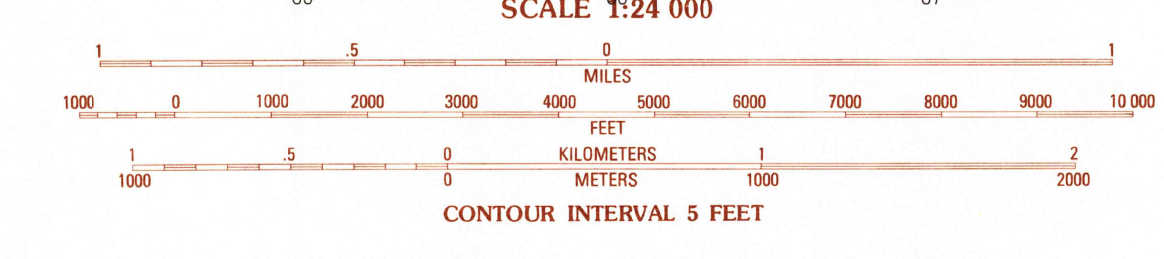 SCALE 1:24 000
1 .5 0 1
MILES
1000 0 1000 2000 3000 4000 5000 6000 7000 8000 9000 10 000
FEET
1 .5 0 KILOMETERS 1 2
1000 0 METERS 1000 2000
CONTOUR INTERVAL 5 FEET